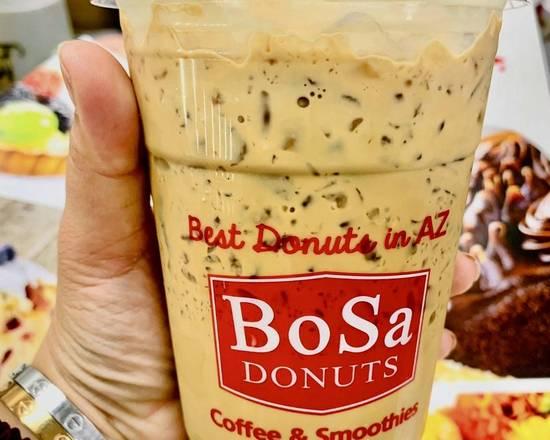 Best Donuts in AZ
BoSa
DONUTS
Coffee & Smoothies